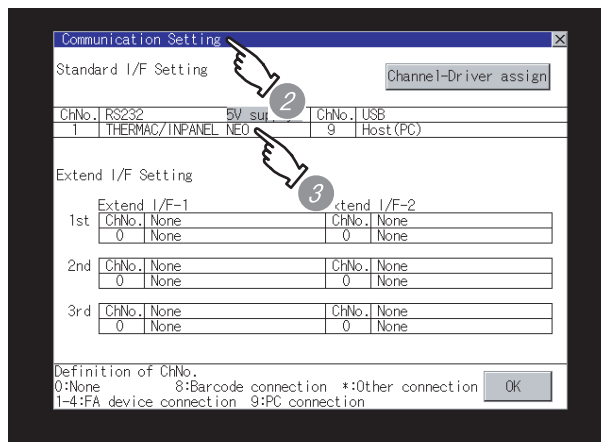 Communication Setting
Standard I/F Setting
Channel-Driver assign
ChNo. RS232 5V ChNo. USB
1 THERMAC/INPANEL NEO 9 Host(PC)
2
3
Extend I/F Setting
Extend I/F-1 I/F-2
1st ChNo. None ChNo. None
0 None 0 None
2nd ChNo. None ChNo. None
0 None 0 None
3rd ChNo. None ChNo. None
0 None 0 None
Definition of ChNo.
0:None 8:Barcode connection *:Other connection
1-4:FA device connection 9:PC connection
OK